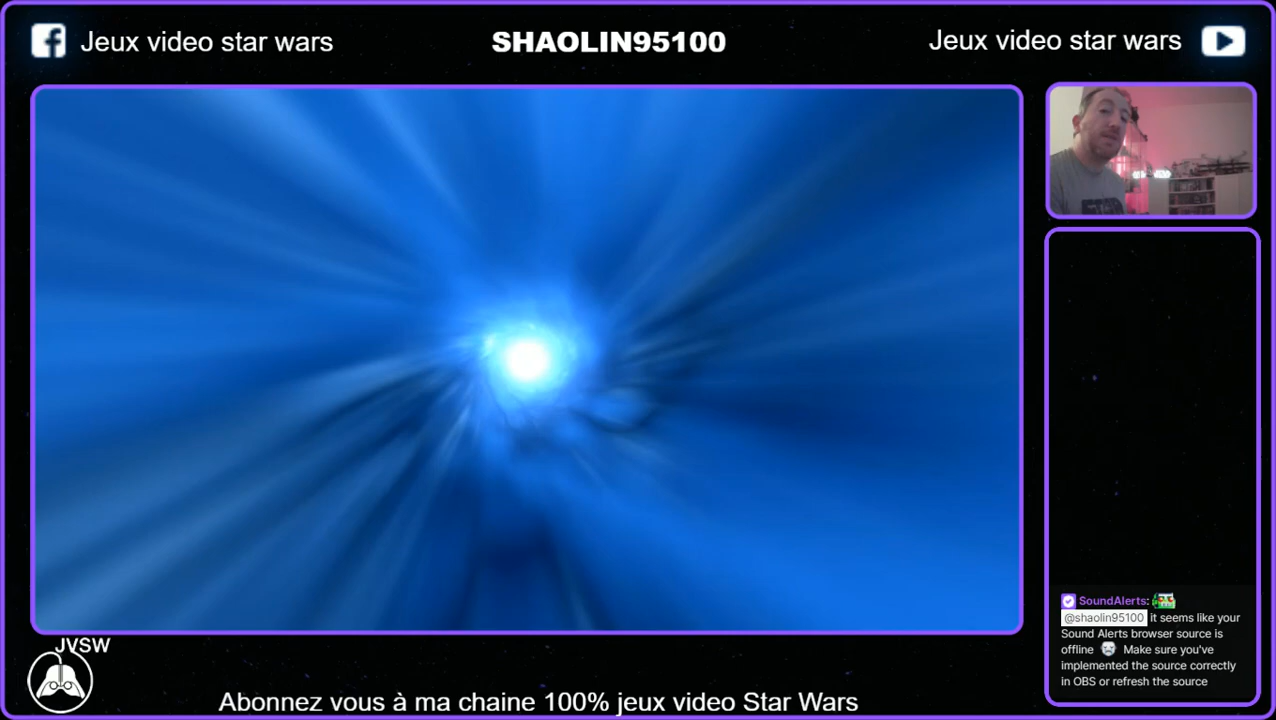 Jeux video star wars
SHAOLIN95100
Jeux video star wars
SoundAlerts:
@shaolin95100 it seems like your
Sound Alerts browser source is
offline Make sure you've
implemented the source correctly
in OBS or refresh the source
JVSW
Abonnez vous à ma chaine 100% jeux video Star Wars